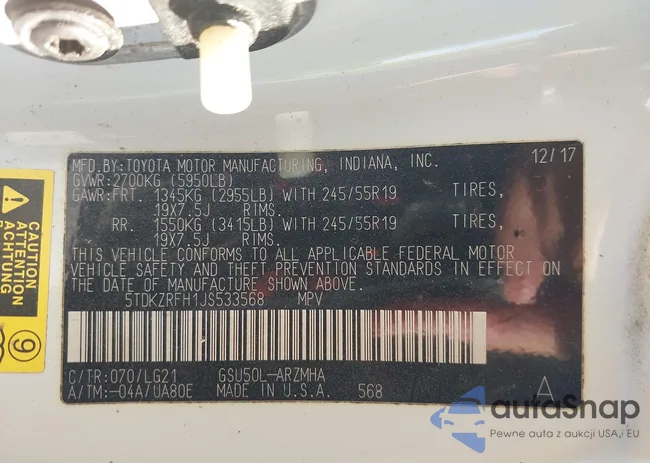 MFD.BY: TOYOTA MOTOR MANUFACTURING, INDIANA, INC. 12/17
GVWR: 2700KG (5950LB)
GAWR: FRT. 1345KG (2955LB) WITH 245/55R19 TIRES,
19X7.5J RIMS.
RR. 1550KG (3415LB) WITH 245/55R19 TIRES,
19X7.5J RIMS.
THIS VEHICLE CONFORMS TO ALL APPLICABLE FEDERAL MOTOR
VEHICLE SAFETY AND THEFT PREVENTION STANDARDS IN EFFECT ON
THE DATE OF MANUFACTURE SHOWN ABOVE.
5TDKZRFH1JS533568 MPV
C/TR: 070/LG21 GSU50L-ARZMHA
A/TM: -04A/UA80E MADE IN U.S.A. 568
A
CAUTION
ATTENTION
ACHTUNG
9
autaSnap
Pewne auta z aukcji USA i EU